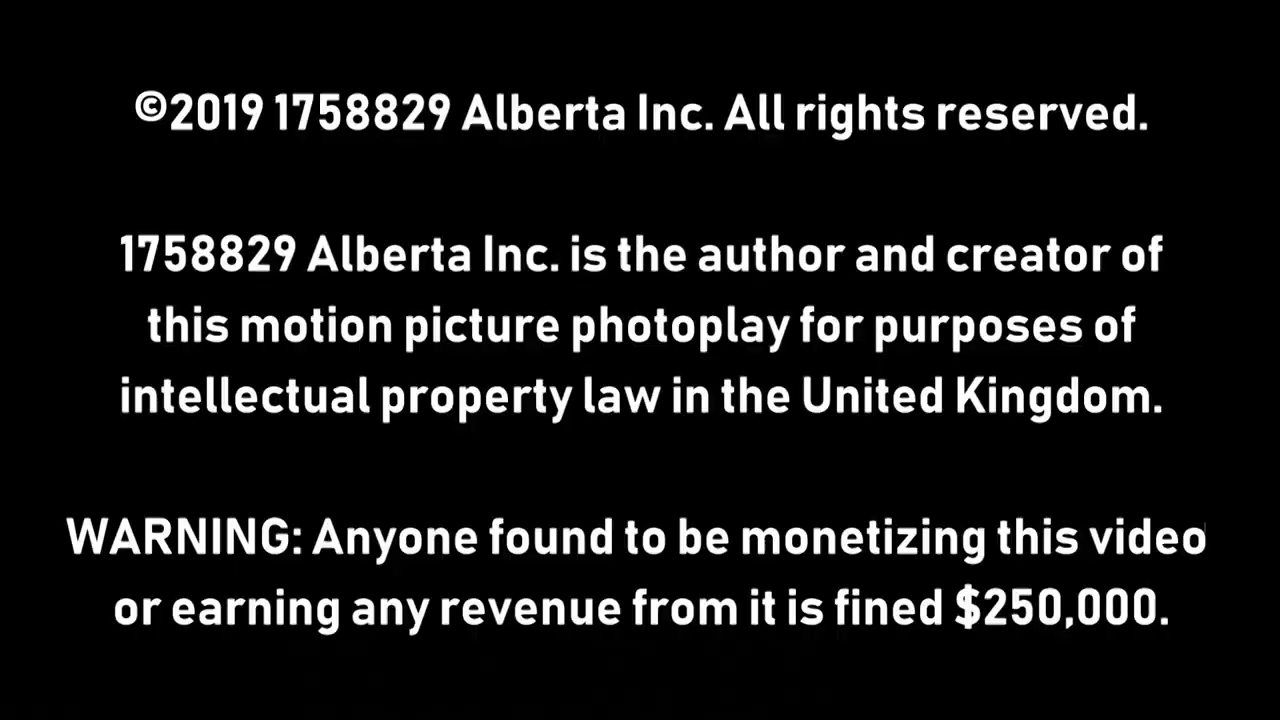 ©2019 1758829 Alberta Inc. All rights reserved.
1758829 Alberta Inc. is the author and creator of
this motion picture photoplay for purposes of
intellectual property law in the United Kingdom.
WARNING: Anyone found to be monetizing this video
or earning any revenue from it is fined $250,000.